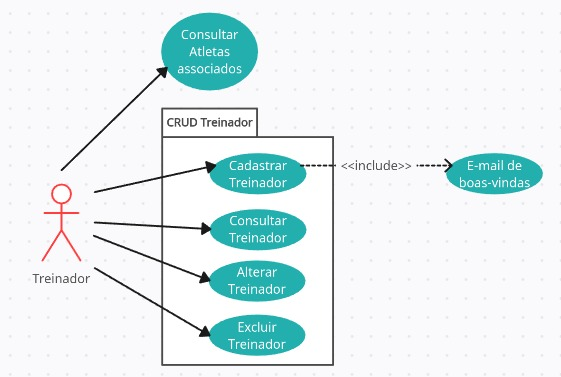 Consultar
Atletas
associados
CRUD Treinador
Cadastrar
Treinador
<<include>>
E-mail de
boas-vindas
Consultar
Treinador
Alterar
Treinador
Excluir
Treinador
Treinador